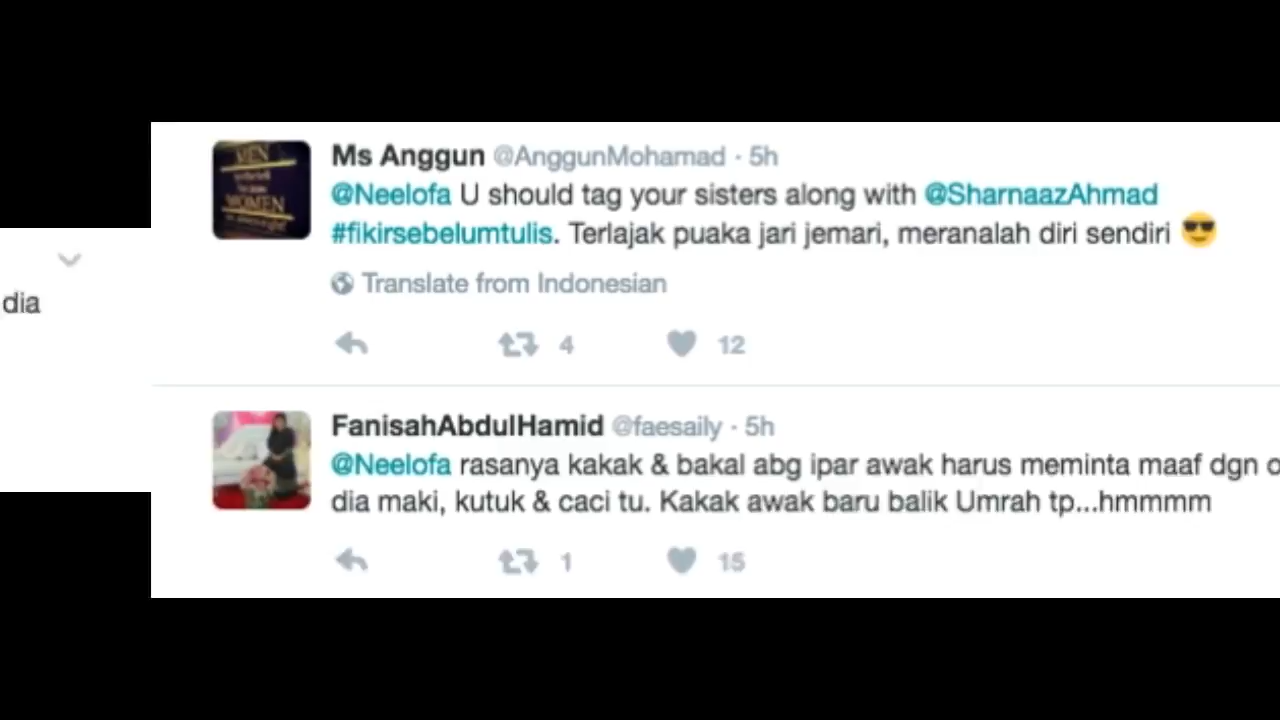 dia
MEN
WOMEN
Ms Anggun @AnggunMohamad · 5h
@Neelofa U should tag your sisters along with @SharnaazAhmad
#fikirsebelumtulis. Terlajak puaka jari jemari, meranalah diri sendiri 😎
Translate from Indonesian
4 12
FanisahAbdulHamid @faesaily · 5h
@Neelofa rasanya kakak & bakal abg ipar awak harus meminta maaf dgn
dia maki, kutuk & caci tu. Kakak awak baru balik Umrah tp...hmmmm
1 15